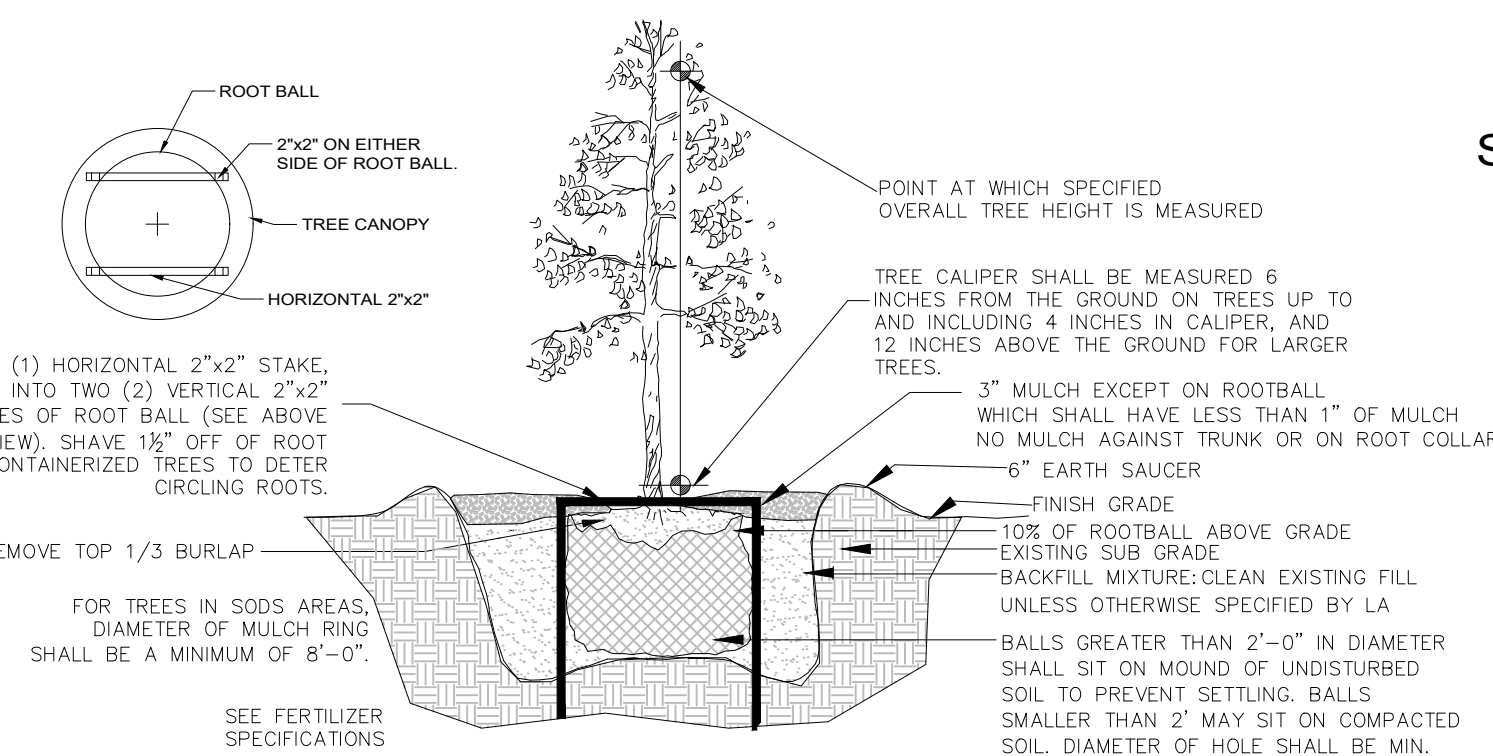 ROOT BALL
2"x2" ON EITHER
SIDE OF ROOT BALL.
TREE CANOPY
HORIZONTAL 2"x2"
S
POINT AT WHICH SPECIFIED
OVERALL TREE HEIGHT IS MEASURED
TREE CALIPER SHALL BE MEASURED 6
INCHES FROM THE GROUND ON TREES UP TO
AND INCLUDING 4 INCHES IN CALIPER, AND
12 INCHES ABOVE THE GROUND FOR LARGER
TREES.
(1) HORIZONTAL 2"x2" STAKE,
INTO TWO (2) VERTICAL 2"x2"
ES OF ROOT BALL (SEE ABOVE
IEW). SHAVE 1½" OFF OF ROOT
ONTAINERIZED TREES TO DETER
CIRCLING ROOTS.
3" MULCH EXCEPT ON ROOTBALL
WHICH SHALL HAVE LESS THAN 1" OF MULCH
NO MULCH AGAINST TRUNK OR ON ROOT COLLAR
6" EARTH SAUCER
FINISH GRADE
10% OF ROOTBALL ABOVE GRADE
EXISTING SUB GRADE
BACKFILL MIXTURE: CLEAN EXISTING FILL
UNLESS OTHERWISE SPECIFIED BY LA
EMOVE TOP 1/3 BURLAP
FOR TREES IN SODS AREAS,
DIAMETER OF MULCH RING
SHALL BE A MINIMUM OF 8'-0".
BALLS GREATER THAN 2'-0" IN DIAMETER
SHALL SIT ON MOUND OF UNDISTURBED
SOIL TO PREVENT SETTLING. BALLS
SMALLER THAN 2' MAY SIT ON COMPACTED
SOIL. DIAMETER OF HOLE SHALL BE MIN.
SEE FERTILIZER
SPECIFICATIONS